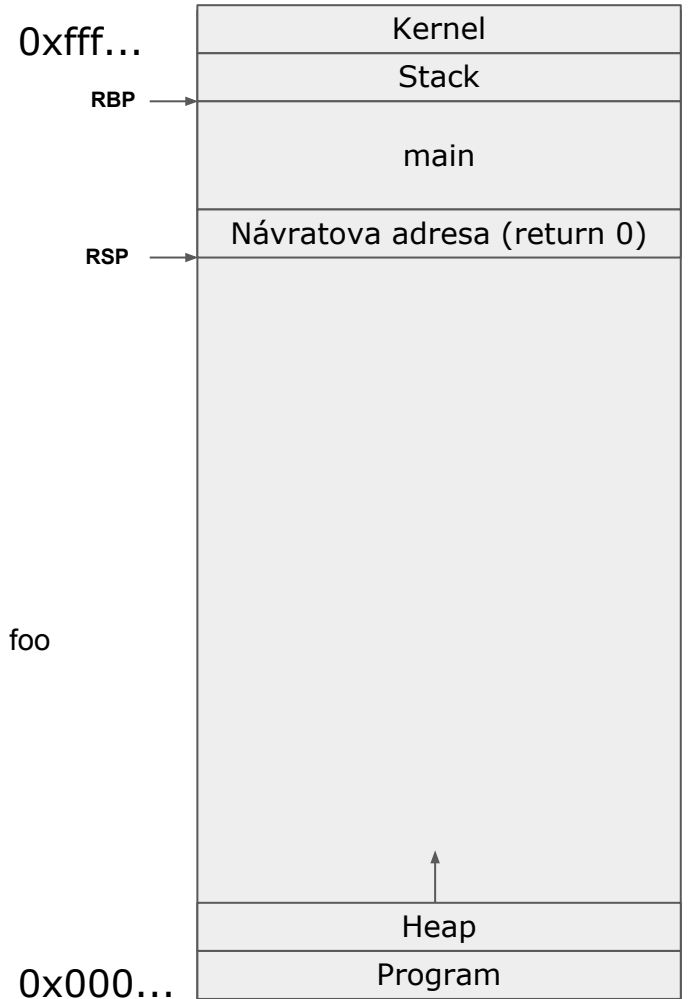 0xfff...
Kernel
Stack
RBP
main
Návratova adresa (return 0)
RSP
foo
Heap
0x000...
Program